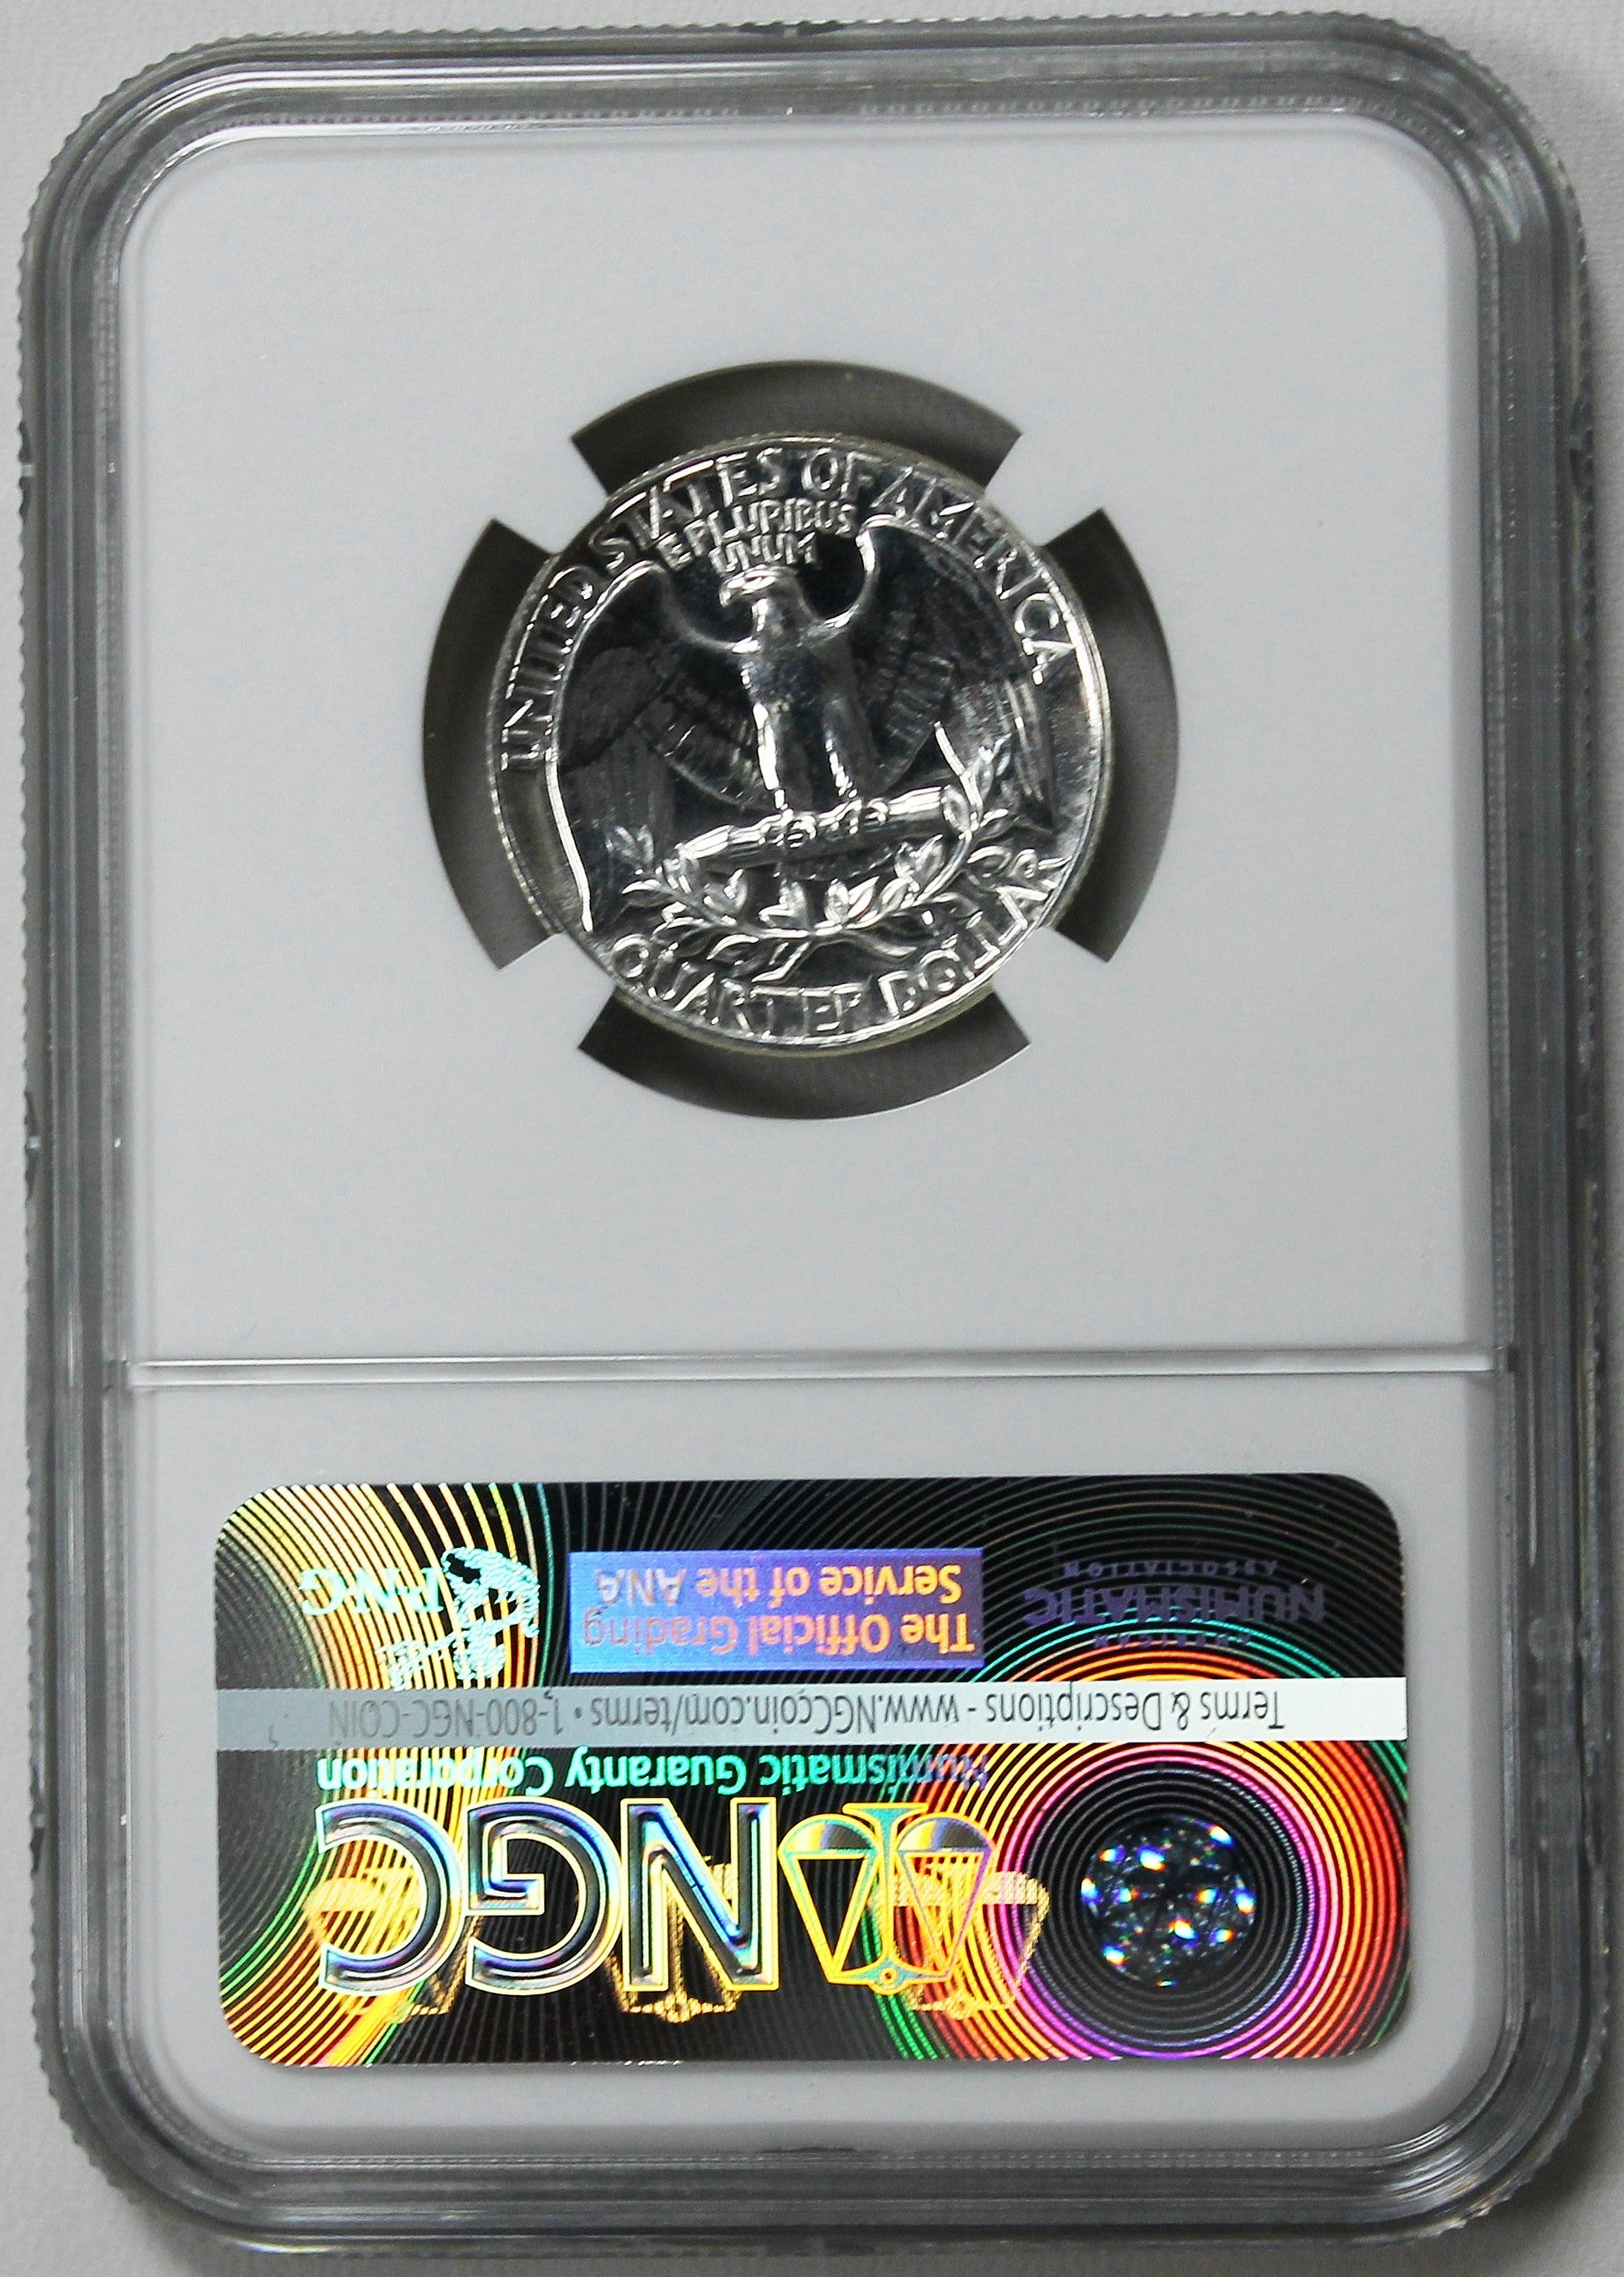 UNITED STATES OF AMERICA
E PLURIBUS
UNUM
QUARTER DOLLAR
NGC
Numismatic Guaranty Corporation
Terms & Descriptions - www.NGCcoin.com/terms • 1-800-NGC-COIN
The Official Grading
Service of the ANA
PNG
NUMISMATIC
ASSOCIATION